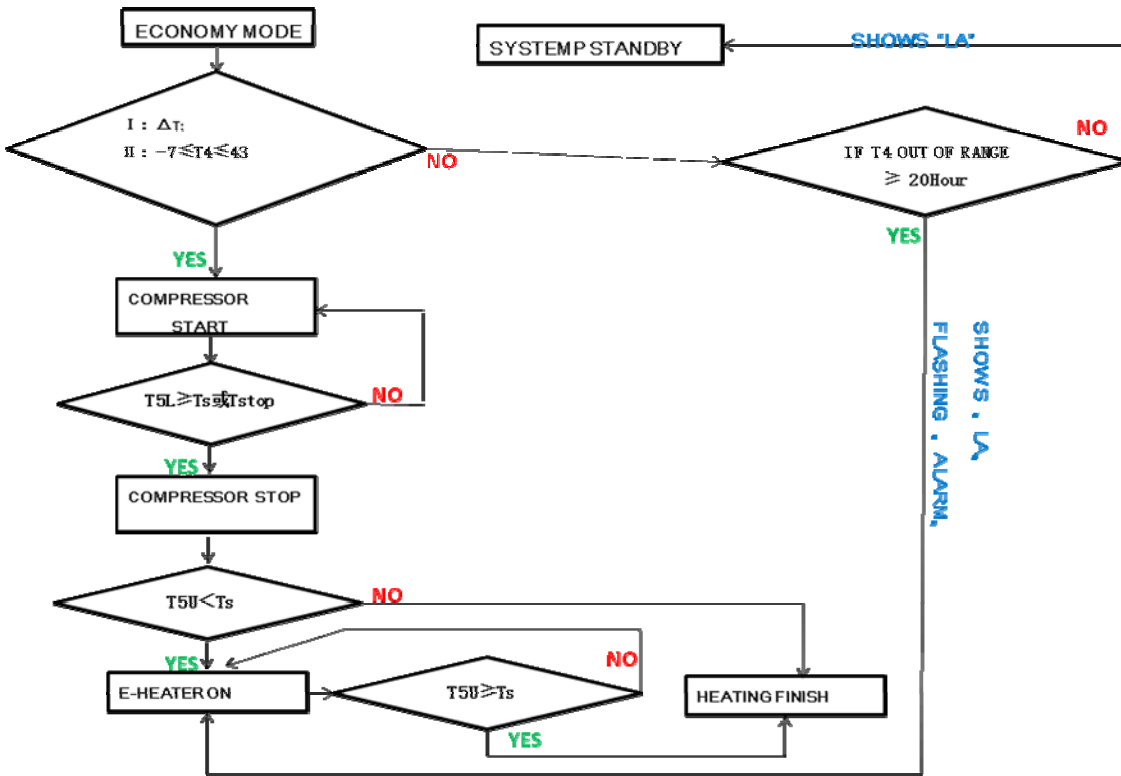 ECONOMY MODE
SYSTEMP STANDBY
SHOWS "LA"
I : ΔT;
II : -7≤T4≤43
NO
IF T4 OUT OF RANGE
≥ 20Hour
NO
YES
YES
COMPRESSOR
START
T5L≥Ts或Tstop
NO
SHOWS , LA,
FLASHING , ALARM,
YES
COMPRESSOR STOP
T5U<Ts
NO
YES
E-HEATER ON
T5U≥Ts
NO
YES
HEATING FINISH